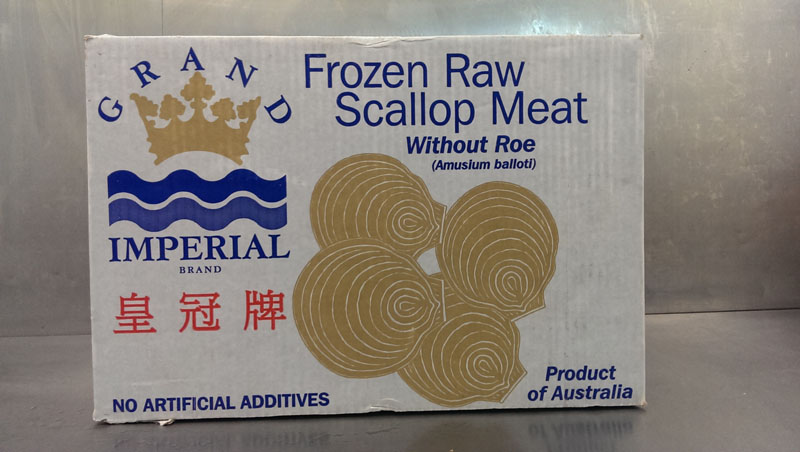 GRAND
IMPERIAL
BRAND
皇冠牌
Frozen Raw
Scallop Meat
Without Roe
(Amusium balloti)
NO ARTIFICIAL ADDITIVES
Product
of Australia